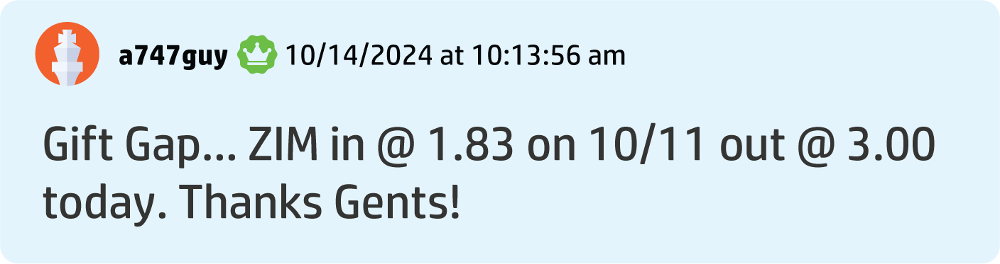 a747guy 10/14/2024 at 10:13:56 am
Gift Gap... ZIM in @ 1.83 on 10/11 out @ 3.00
today. Thanks Gents!